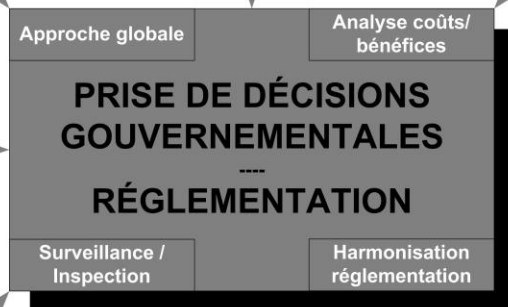 Approche globale
Analyse coûts/
bénéfices
PRISE DE DÉCISIONS
GOUVERNEMENTALES
----
RÉGLEMENTATION
Surveillance /
Inspection
Harmonisation
réglementation